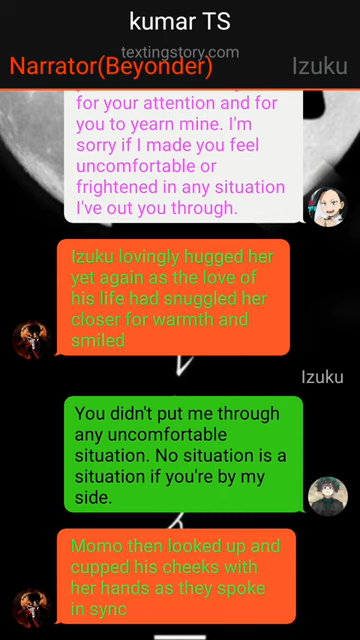 kumar TS
textingstory.com
Narrator(Beyonder)
Izuku
for your attention and for
you to yearn mine. I'm
sorry if I made you feel
uncomfortable or
frightened in any situation
I've out you through.
Izuku lovingly hugged her
yet again as the love of
his life had snuggled her
closer for warmth and
smiled
Izuku
You didn't put me through
any uncomfortable
situation. No situation is a
situation if you're by my
side.
Momo then looked up and
cupped his cheeks with
her hands as they spoke
in sync